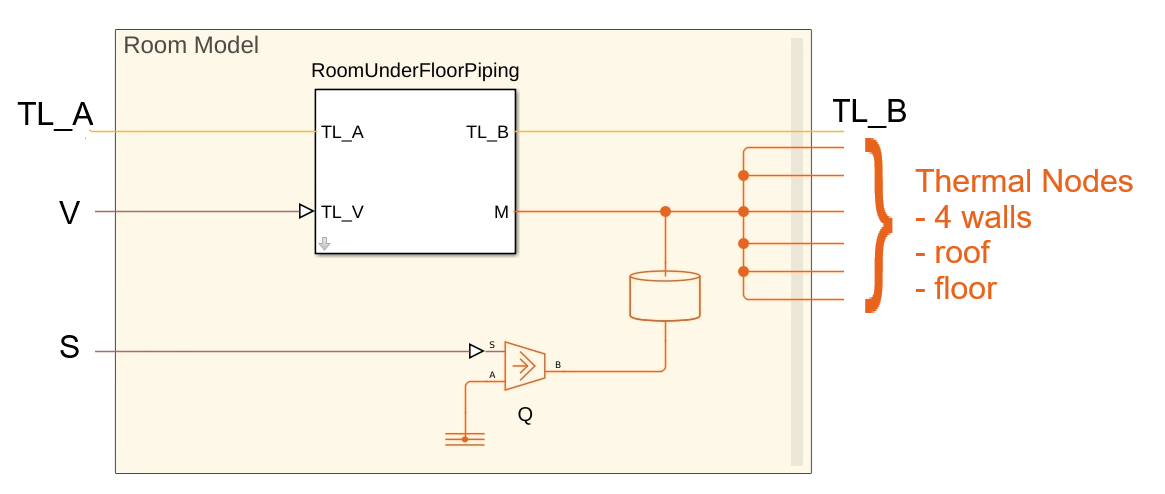 Room Model
RoomUnderFloorPiping
TL_A
TL_A
TL_B
TL_B
V
TL_V
M
Thermal Nodes
- 4 walls
- roof
- floor
S
S
A
B
Q